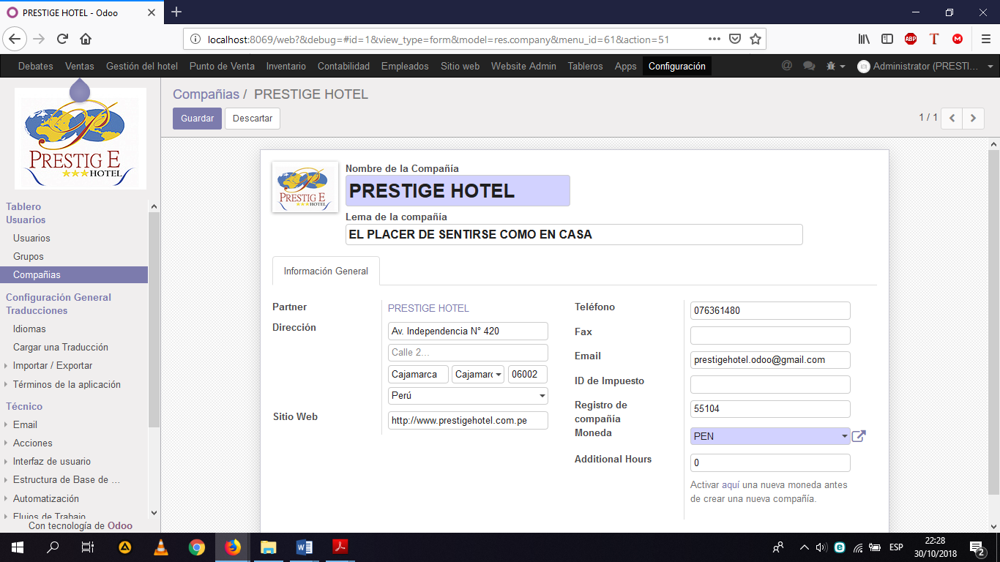 PRESTIGE HOTEL - Odoo
localhost:8069/web?&debug=#id=1&view_type=form&model=res.company&menu_id=61&action=51
ABP T M
Debates Ventas Gestión del hotel Punto de Venta Inventario Contabilidad Empleados Sitio web Website Admin Tableros Apps Configuración @ Administrator (PRESTI...
PRESTIG E
HOTEL
Tablero
Usuarios
Usuarios
Grupos
Compañias
Configuración General
Traducciones
Idiomas
Cargar una Traducción
Importar / Exportar
Términos de la aplicación
Técnico
Email
Acciones
Interfaz de usuario
Estructura de Base de ...
Automatización
Flujos de Trabajo
Con tecnología de Odoo
Compañias / PRESTIGE HOTEL
Guardar Descartar
1 / 1
PRESTIG E
HOTEL
Nombre de la Compañia
PRESTIGE HOTEL
Lema de la compañía
EL PLACER DE SENTIRSE COMO EN CASA
Información General
Partner PRESTIGE HOTEL
Dirección
Av. Independencia N° 420
Calle 2...
Cajamarca Cajamarc 06002
Perú
Sitio Web http://www.prestigehotel.com.pe
Teléfono 076361480
Fax
Email prestigehotel.odoo@gmail.com
ID de Impuesto
Registro de
compañía
55104
Moneda PEN
Additional Hours 0
Activar aquí una nueva moneda antes
de crear una nueva compañía.
ESP
22:28
30/10/2018
2